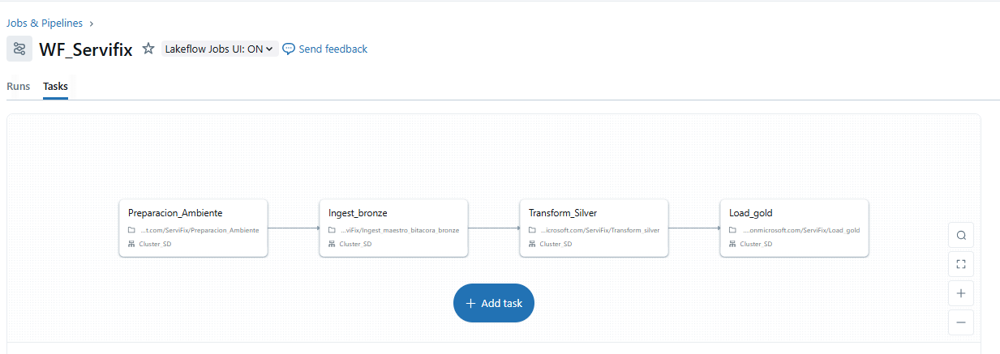 Jobs & Pipelines
WF_Servifix Lakeflow Jobs UI: ON Send feedback
Runs Tasks
Preparacion_Ambiente
...t.com/ServiFix/Preparacion_Ambiente
Cluster_SD
Ingest_bronze
...viFix/Ingest_maestro_bitacora_bronze
Cluster_SD
Transform_Silver
...icrosoft.com/ServiFix/Transform_silver
Cluster_SD
Load_gold
....onmicrosoft.com/ServiFix/Load_gold
Cluster_SD
+ Add task